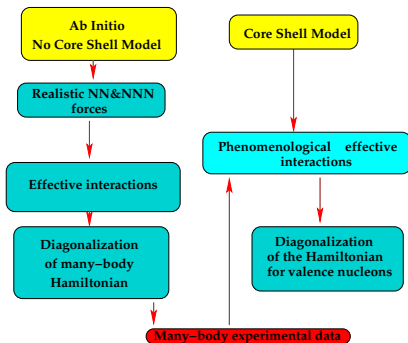 Ab Initio
No Core Shell Model
Realistic NN&NNN
forces
Effective interactions
Diagonalization
of many−body
Hamiltonian
Core Shell Model
Phenomenological effective
interactions
Diagonalization
of the Hamiltonian
for valence nucleons
Many−body experimental data